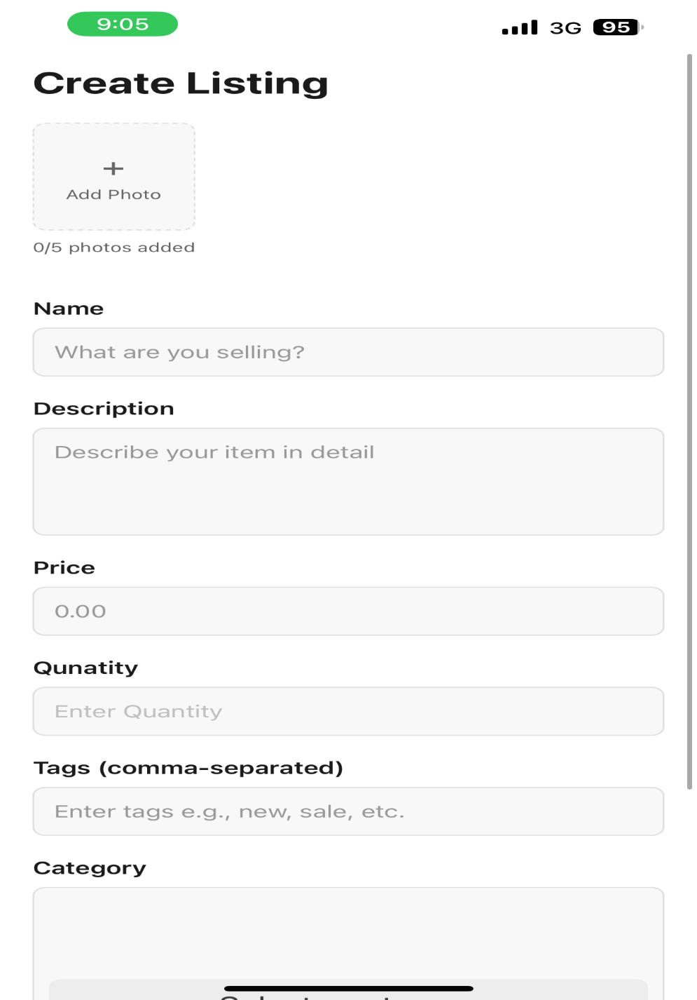 9:05
3G 95
Create Listing
+
Add Photo
0/5 photos added
Name
What are you selling?
Description
Describe your item in detail
Price
0.00
Qunatity
Enter Quantity
Tags (comma-separated)
Enter tags e.g., new, sale, etc.
Category